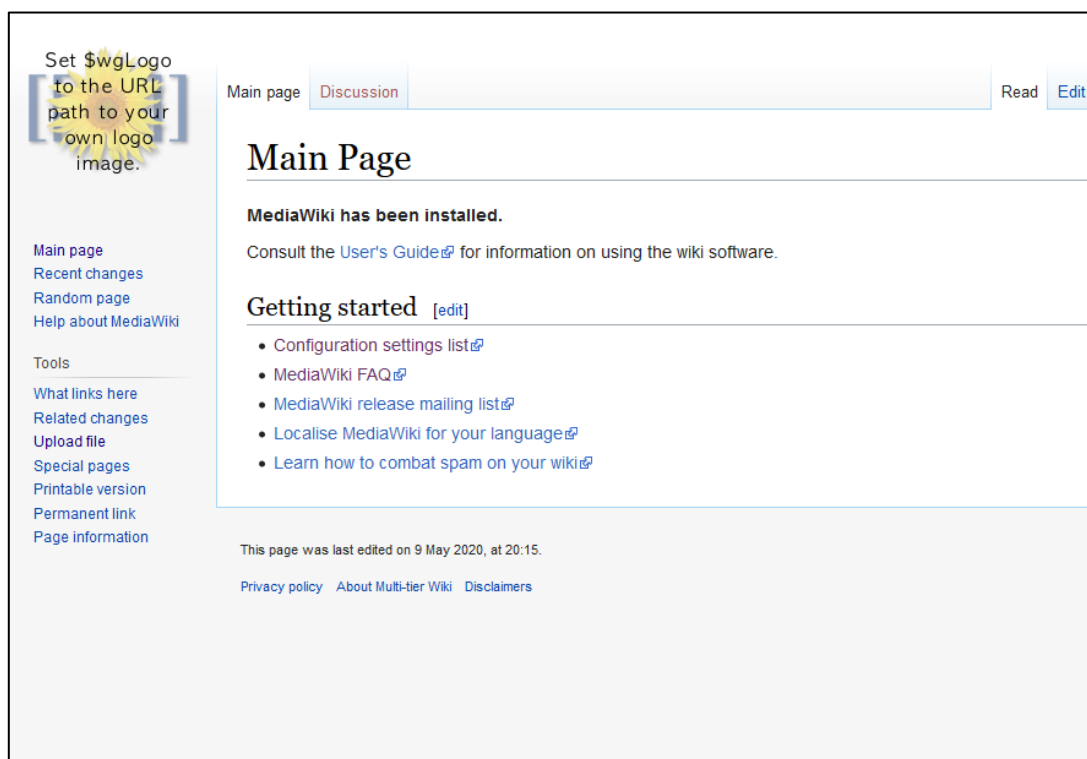 Set $wgLogo
to the URL
path to your
own logo
image.
Main page
Recent changes
Random page
Help about MediaWiki
Tools
What links here
Related changes
Upload file
Special pages
Printable version
Permanent link
Page information
Main page Discussion Read Edit
Main Page
MediaWiki has been installed.
Consult the User's Guide for information on using the wiki software.
Getting started [edit]
Configuration settings list
MediaWiki FAQ
MediaWiki release mailing list
Localise MediaWiki for your language
Learn how to combat spam on your wiki
This page was last edited on 9 May 2020, at 20:15.
Privacy policy About Multi-tier Wiki Disclaimers